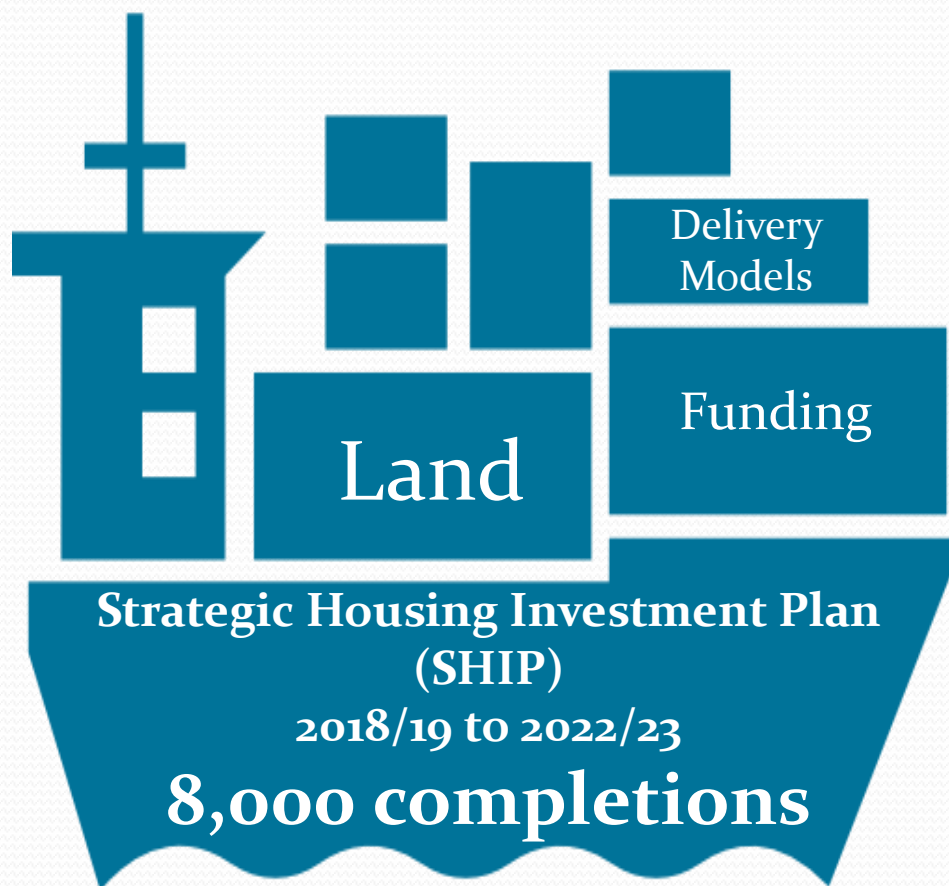 Delivery
Models
Funding
Land
Strategic Housing Investment Plan
(SHIP)
2018/19 to 2022/23
8,000 completions